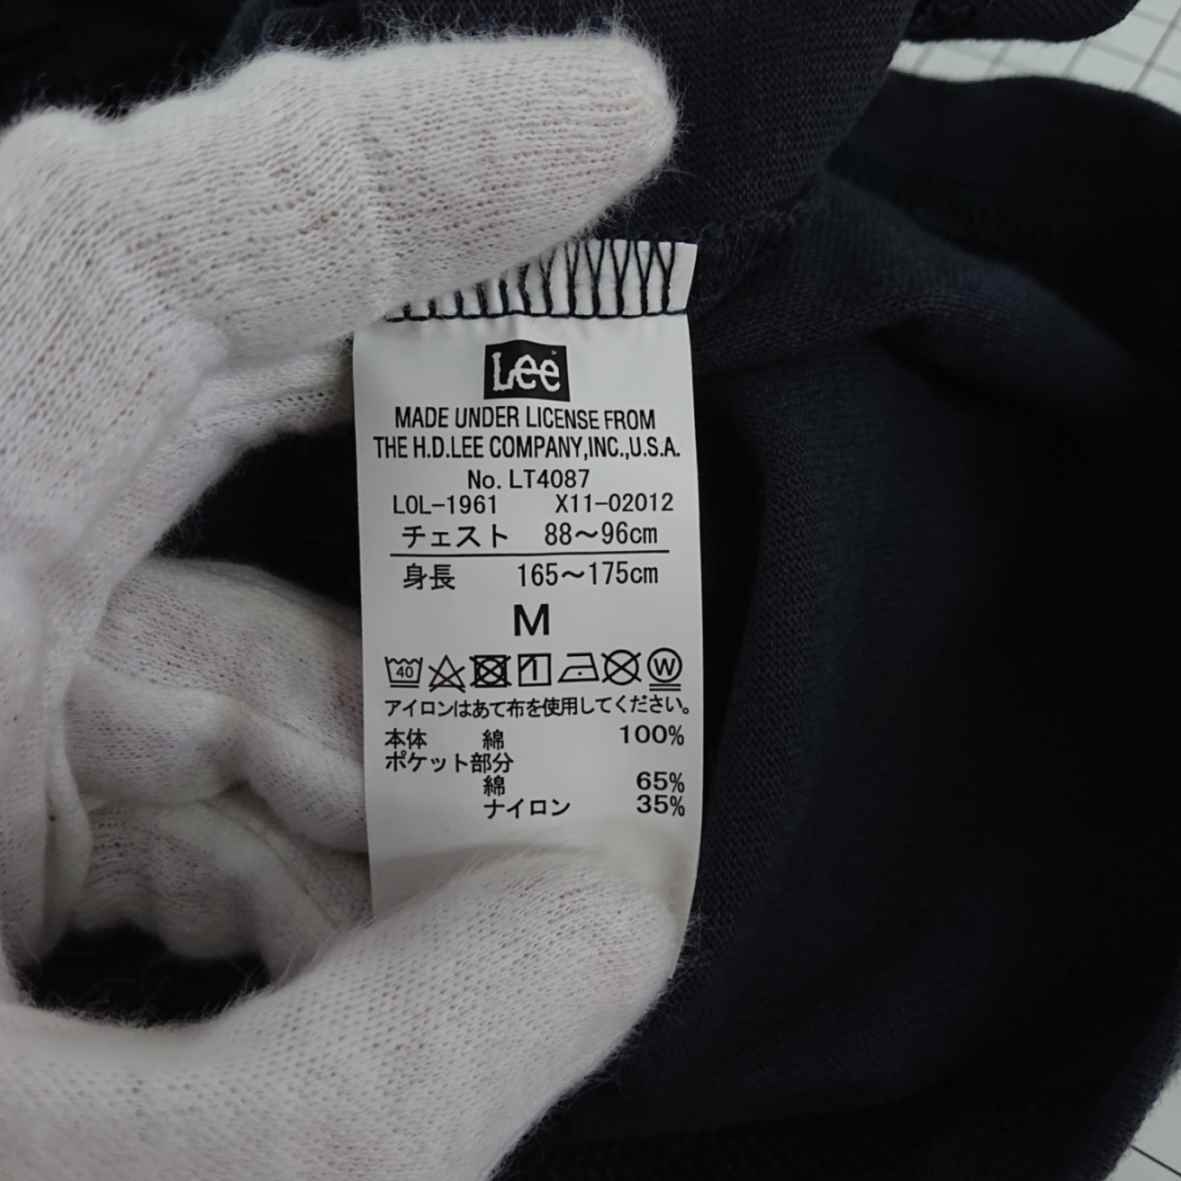 Lee
MADE UNDER LICENSE FROM
THE H.D.LEE COMPANY,INC.,U.S.A.
No. LT4087
LOL-1961 X11-02012
チェスト 88～96cm
身長 165～175cm
M
40
W
アイロンはあて布を使用してください。
本体 綿 100%
ポケット部分
綿 65%
ナイロン 35%